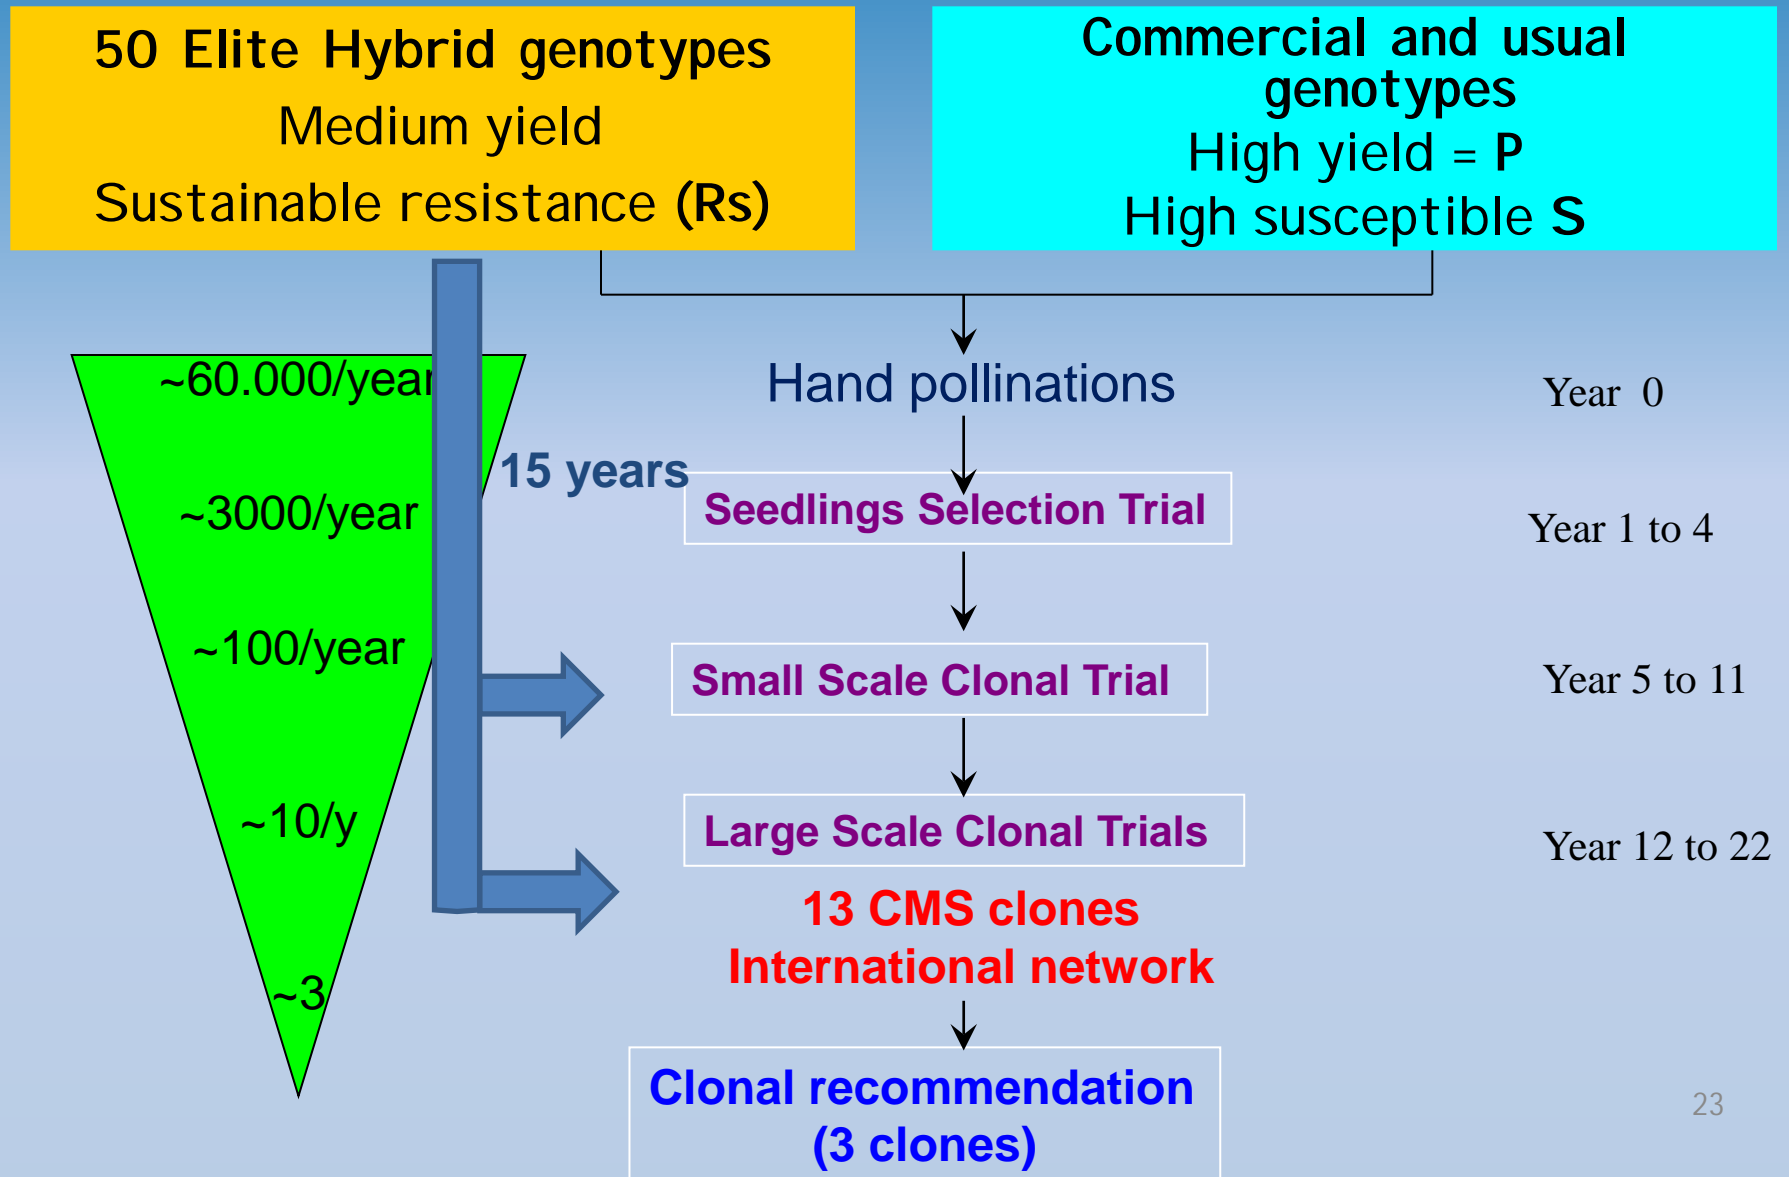 50 Elite Hybrid genotypes
Medium yield
Sustainable resistance (Rs)
Commercial and usual
genotypes
High yield = P
High susceptible S
~60.000/year
Hand pollinations
Year 0
15 years
~3000/year
Seedlings Selection Trial
Year 1 to 4
~100/year
Small Scale Clonal Trial
Year 5 to 11
~10/y
Large Scale Clonal Trials
Year 12 to 22
13 CMS clones
International network
~3
Clonal recommendation
(3 clones)
23